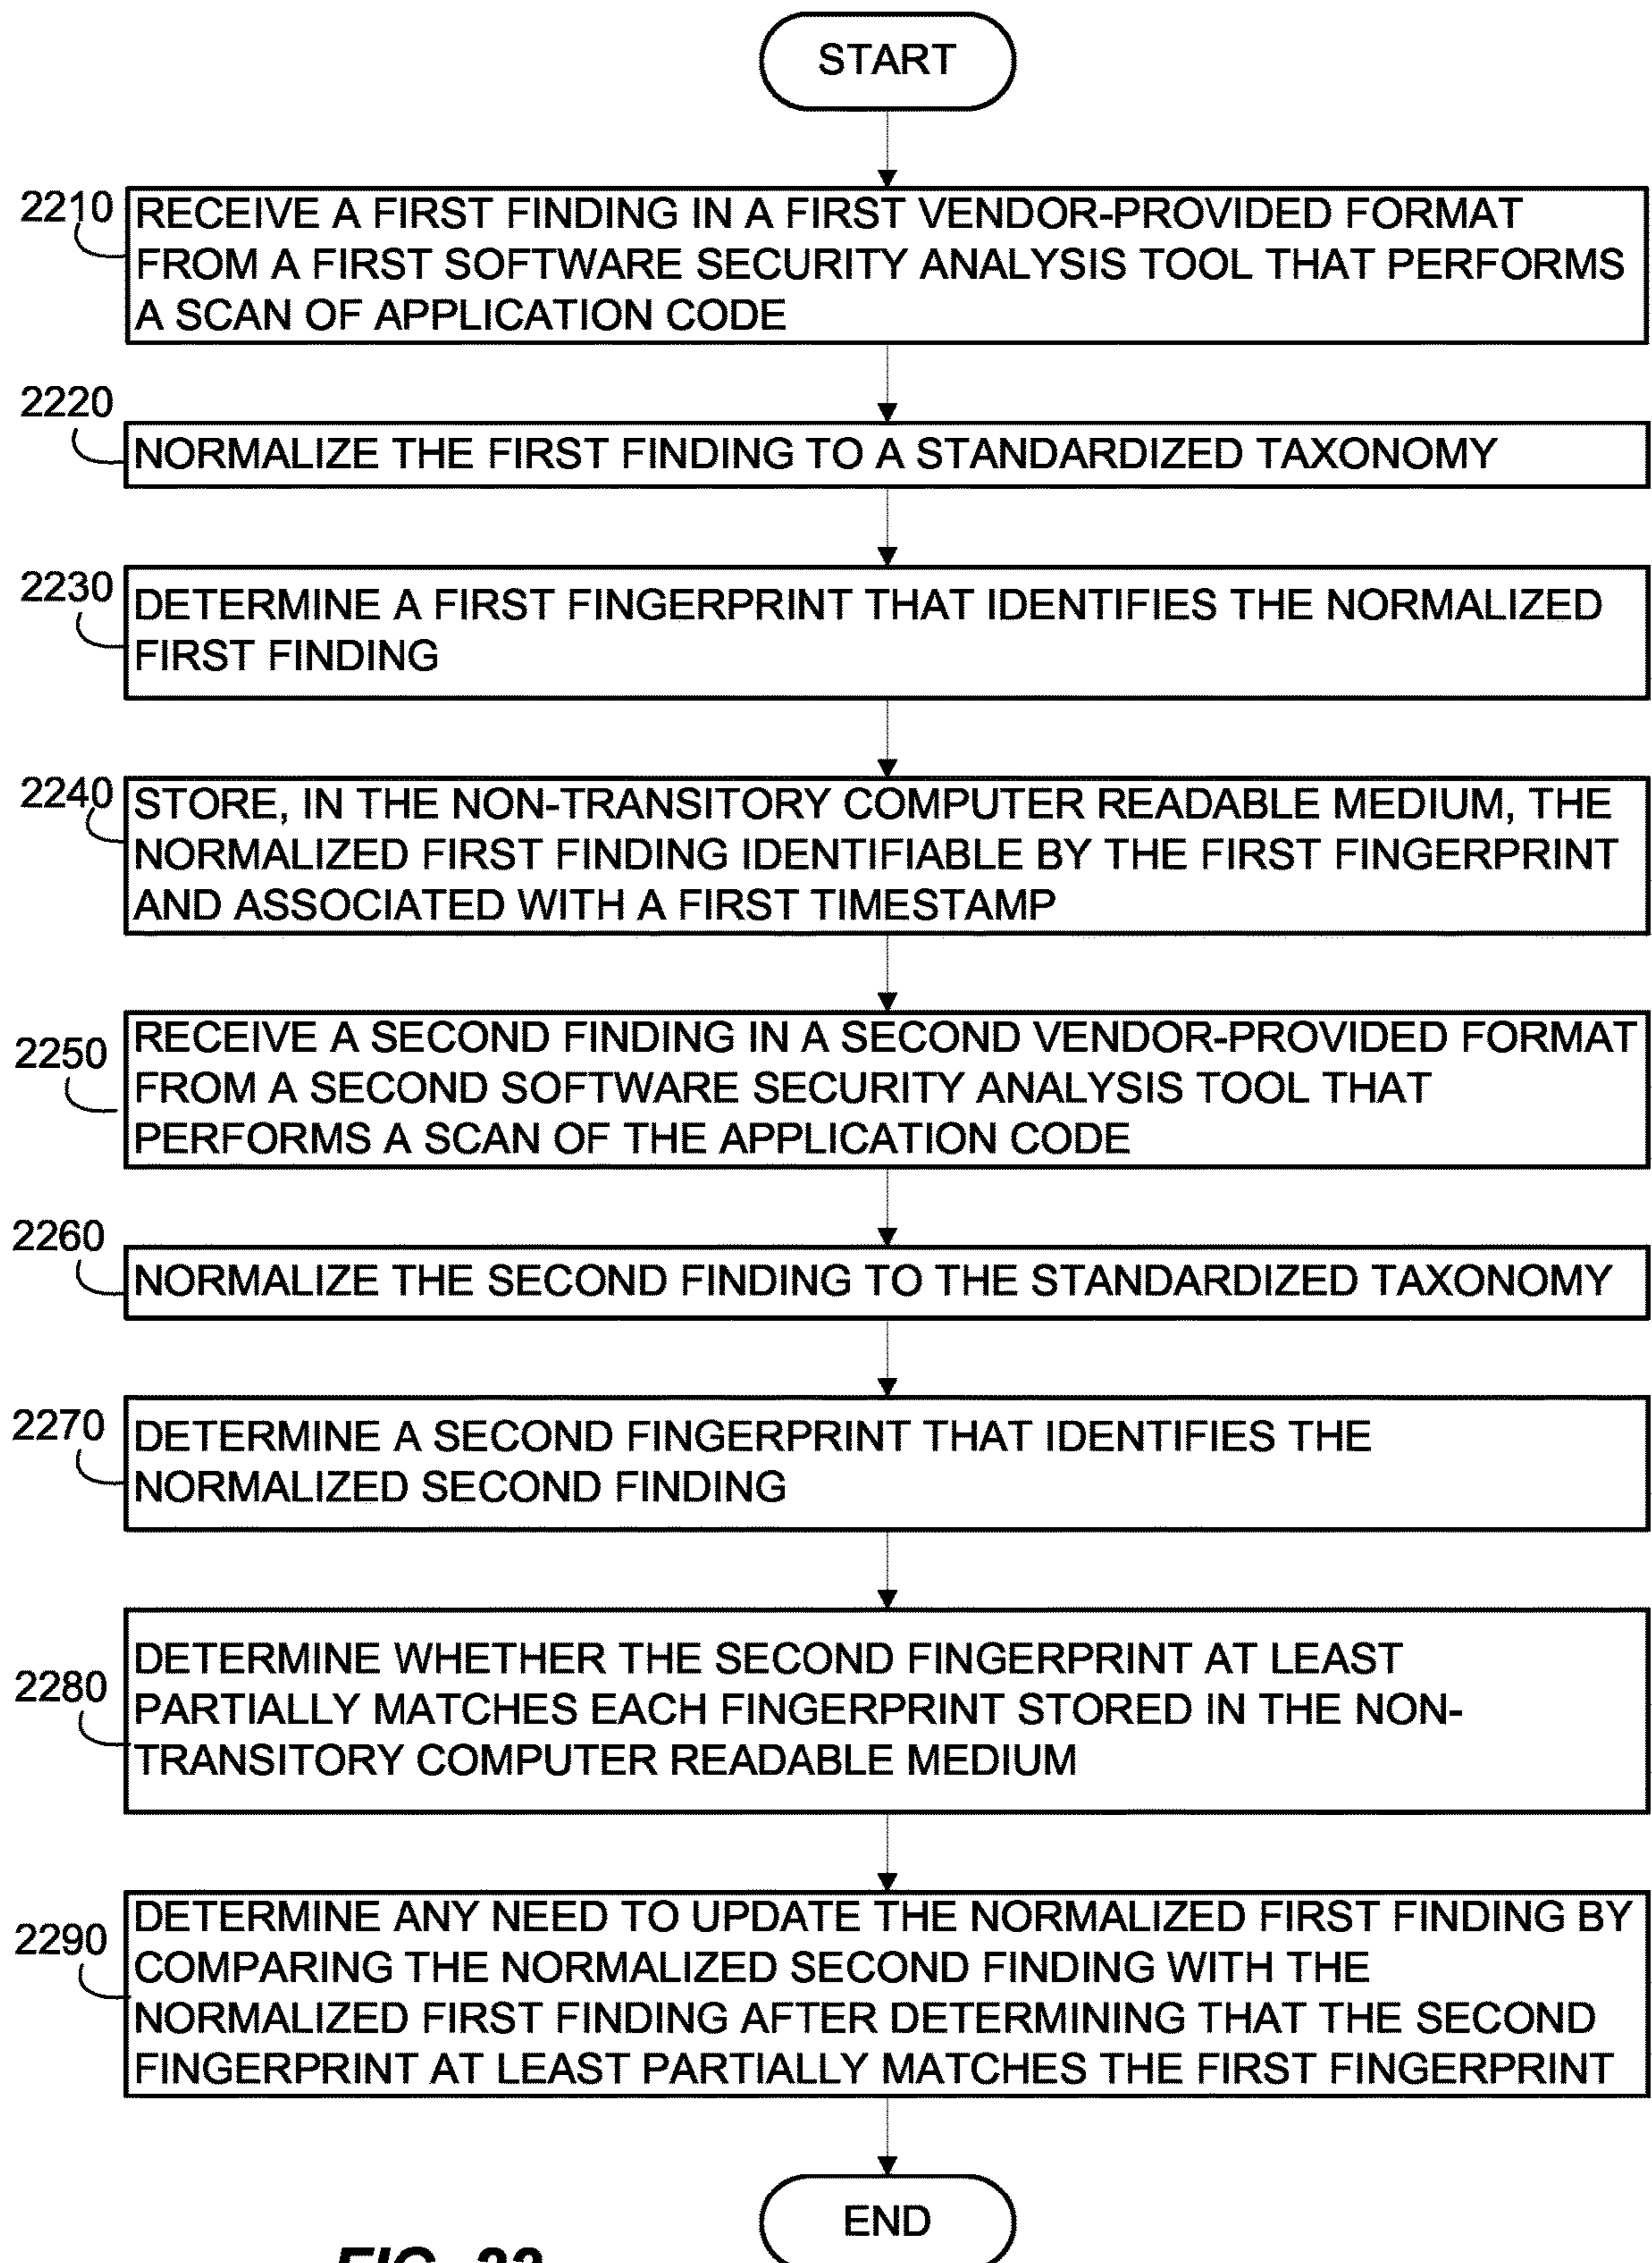 START
2210
RECEIVE A FIRST FINDING IN A FIRST VENDOR-PROVIDED FORMAT
FROM A FIRST SOFTWARE SECURITY ANALYSIS TOOL THAT PERFORMS
A SCAN OF APPLICATION CODE
2220
NORMALIZE THE FIRST FINDING TO A STANDARDIZED TAXONOMY
2230
DETERMINE A FIRST FINGERPRINT THAT IDENTIFIES THE NORMALIZED
FIRST FINDING
2240
STORE, IN THE NON-TRANSITORY COMPUTER READABLE MEDIUM, THE
NORMALIZED FIRST FINDING IDENTIFIABLE BY THE FIRST FINGERPRINT
AND ASSOCIATED WITH A FIRST TIMESTAMP
2250
RECEIVE A SECOND FINDING IN A SECOND VENDOR-PROVIDED FORMAT
FROM A SECOND SOFTWARE SECURITY ANALYSIS TOOL THAT
PERFORMS A SCAN OF THE APPLICATION CODE
2260
NORMALIZE THE SECOND FINDING TO THE STANDARDIZED TAXONOMY
2270
DETERMINE A SECOND FINGERPRINT THAT IDENTIFIES THE
NORMALIZED SECOND FINDING
2280
DETERMINE WHETHER THE SECOND FINGERPRINT AT LEAST
PARTIALLY MATCHES EACH FINGERPRINT STORED IN THE NON-
TRANSITORY COMPUTER READABLE MEDIUM
2290
DETERMINE ANY NEED TO UPDATE THE NORMALIZED FIRST FINDING BY
COMPARING THE NORMALIZED SECOND FINDING WITH THE
NORMALIZED FIRST FINDING AFTER DETERMINING THAT THE SECOND
FINGERPRINT AT LEAST PARTIALLY MATCHES THE FIRST FINGERPRINT
END
FIG.